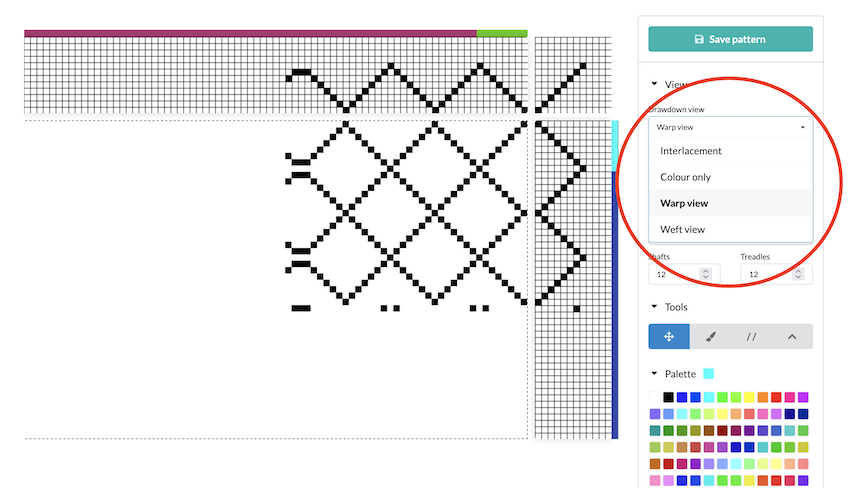 Save pattern
View
Drawdown view
Warp view
Interlacement
Colour only
Warp view
Weft view
Shafts
Treadles
12
12
Tools
Palette